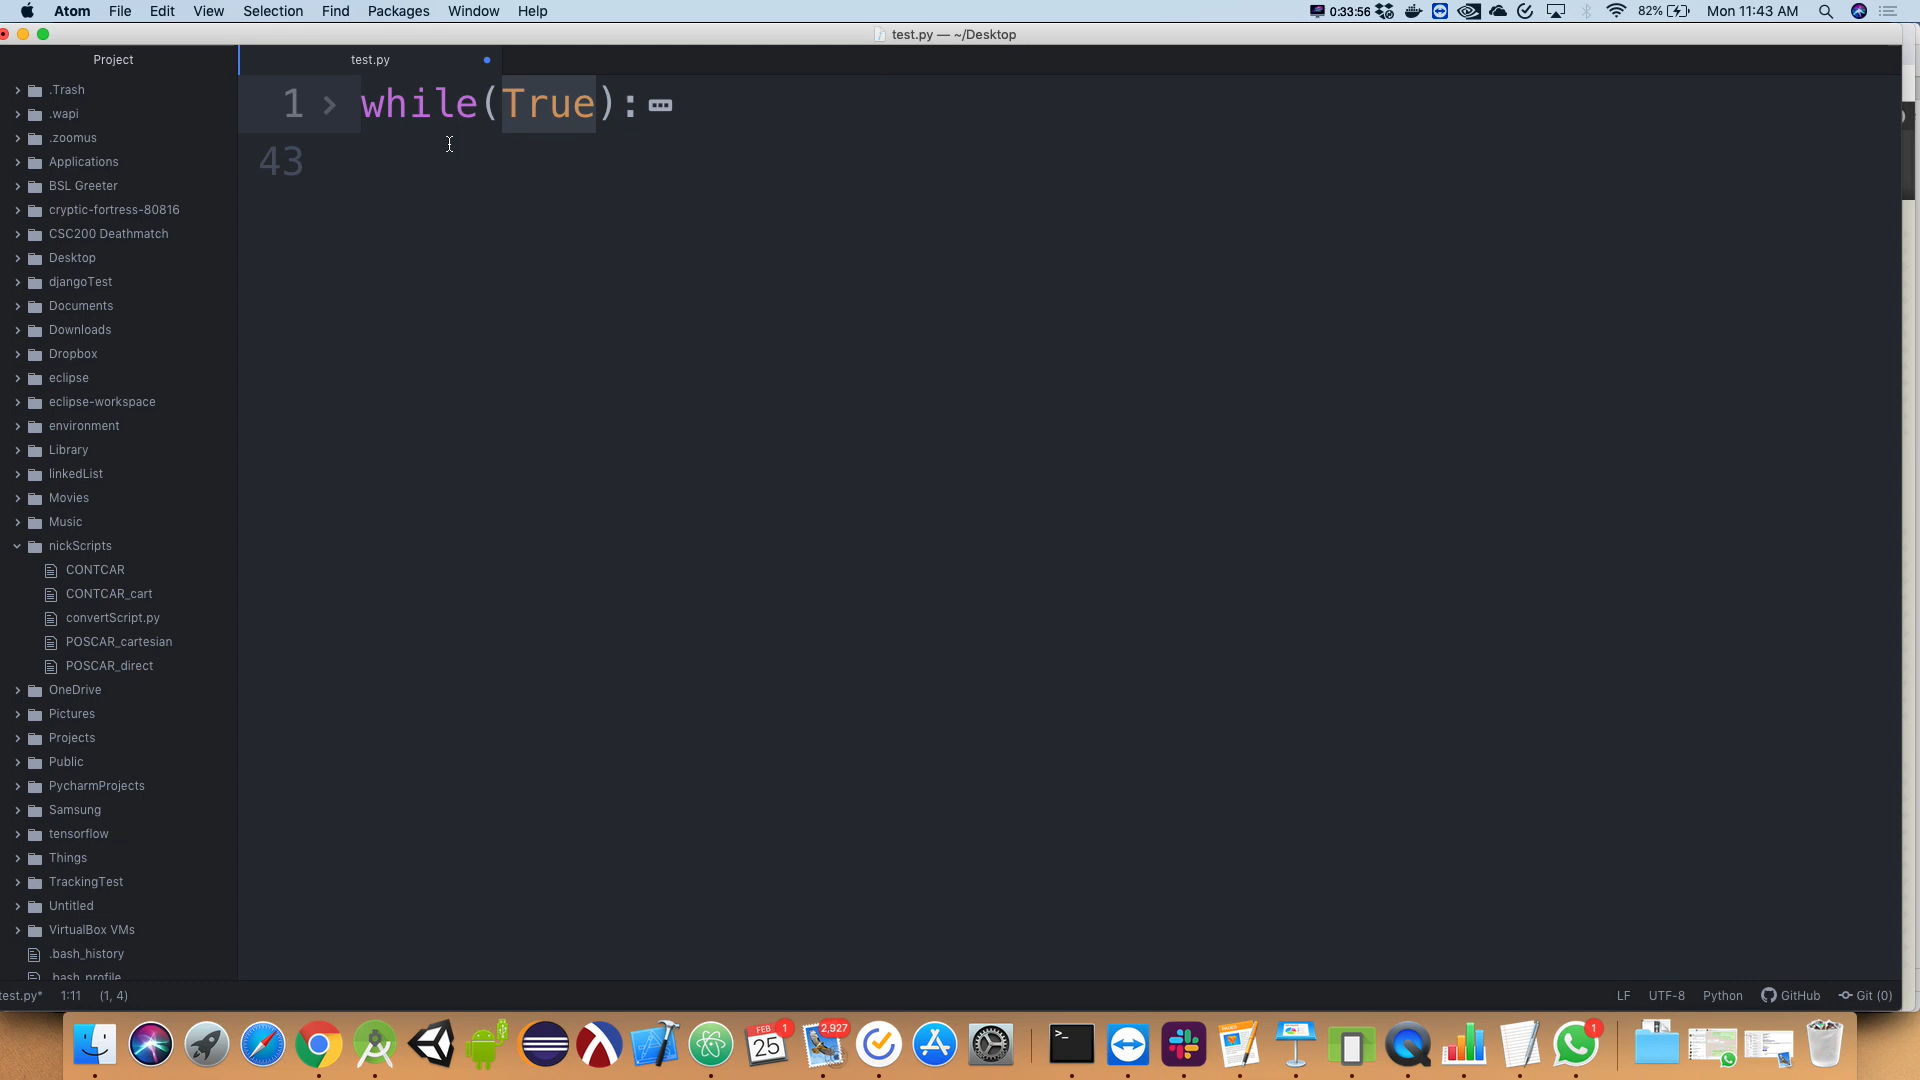 Atom File Edit View Selection Find Packages Window Help 0:33:56 82% Mon 11:43 AM
test.py — ~/Desktop
Project
test.py
.Trash
.wapi
.zoomus
Applications
BSL Greeter
cryptic-fortress-80816
CSC200 Deathmatch
Desktop
djangoTest
Documents
Downloads
Dropbox
eclipse
eclipse-workspace
environment
Library
linkedList
Movies
Music
nickScripts
CONTCAR
CONTCAR_cart
convertScript.py
POSCAR_cartesian
POSCAR_direct
OneDrive
Pictures
Projects
Public
PycharmProjects
Samsung
tensorflow
Things
TrackingTest
Untitled
VirtualBox VMs
.bash_history
.bash_profile
1 while(True):
43
test.py* 1:11 (1, 4) LF UTF-8 Python GitHub Git (0)
FEB 25 1 2,927 1